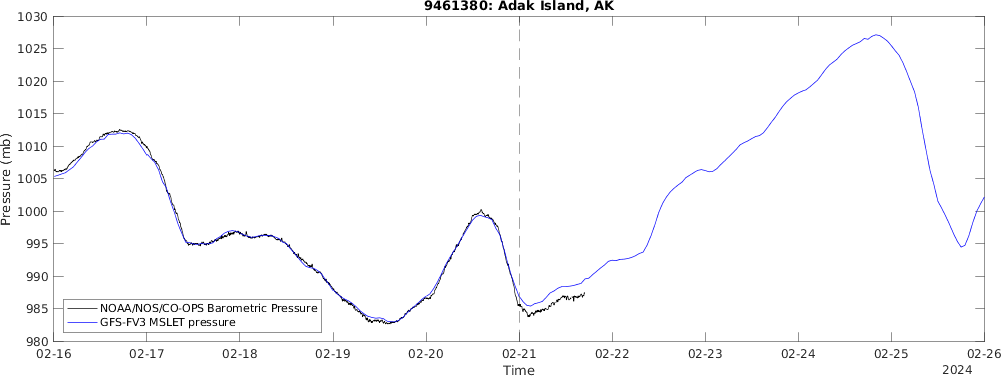 9461380: Adak Island, AK
Pressure (mb)
1030
1025
1020
1015
1010
1005
1000
995
990
985
980
NOAA/NOS/CO-OPS Barometric Pressure
GFS-FV3 MSLET pressure
02-16 02-17 02-18 02-19 02-20 02-21 02-22 02-23 02-24 02-25 02-26
Time
2024